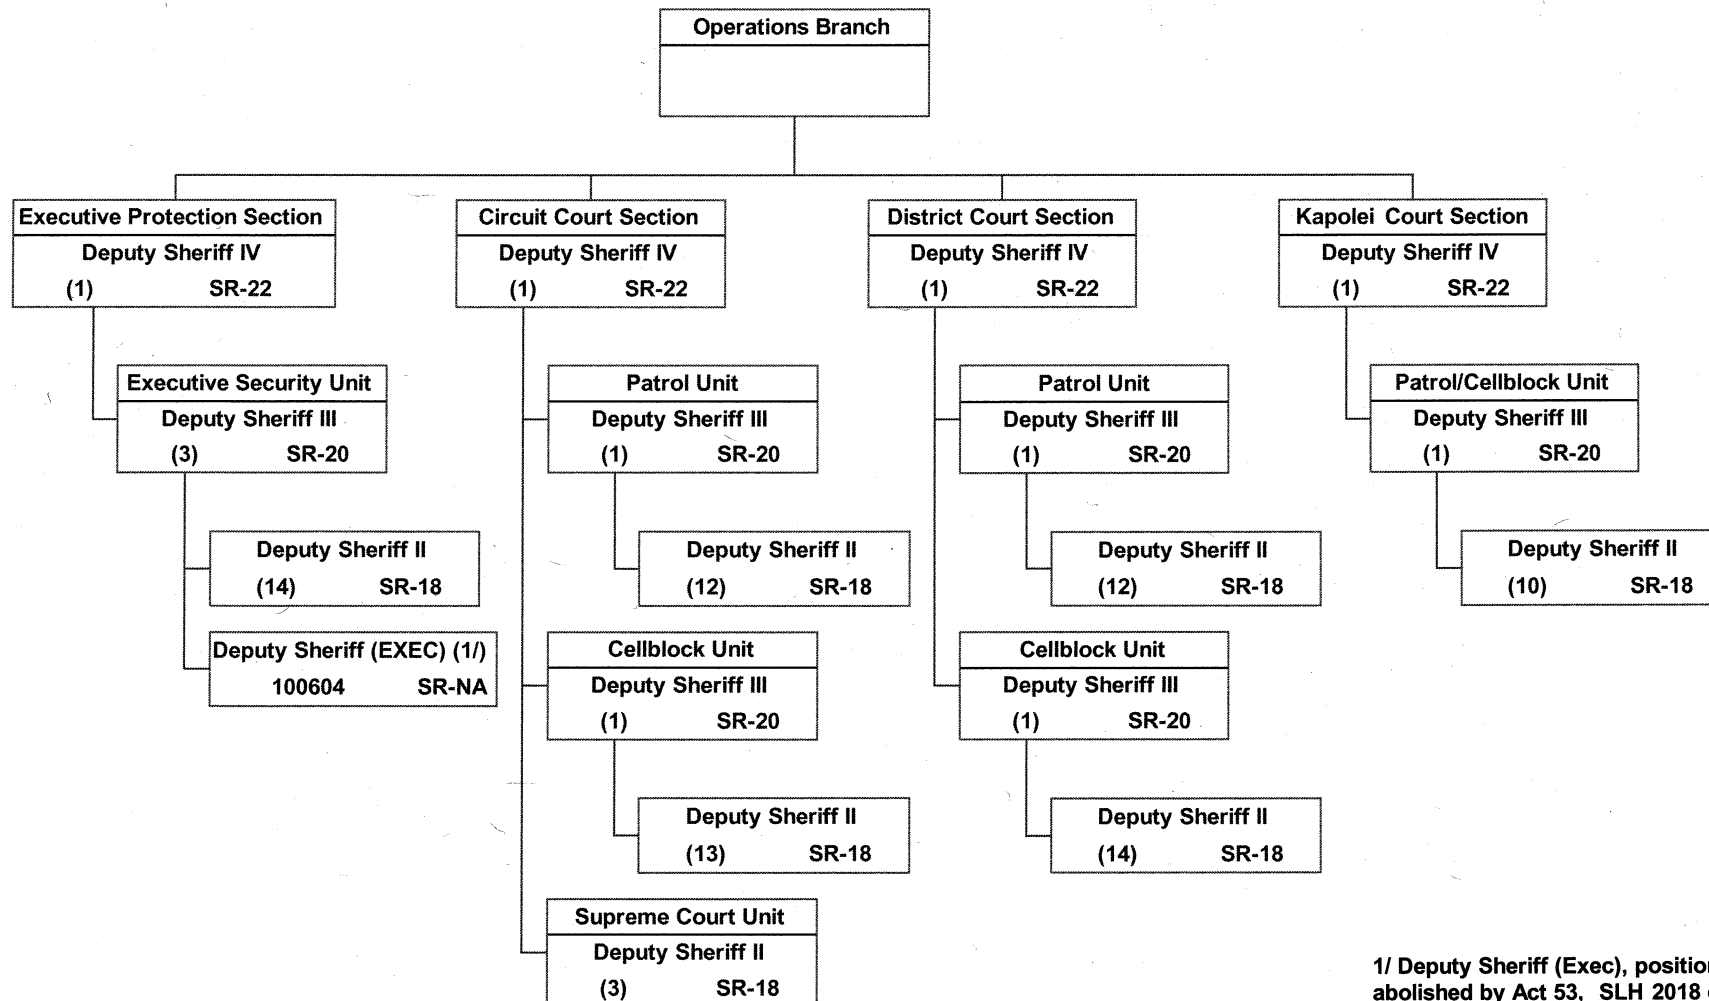 Operations Branch
Executive Protection Section
Deputy Sheriff IV
(1) SR-22
Executive Security Unit
Deputy Sheriff III
(3) SR-20
Deputy Sheriff II
(14) SR-18
Deputy Sheriff (EXEC) (1/)
100604 SR-NA
Circuit Court Section
Deputy Sheriff IV
(1) SR-22
Patrol Unit
Deputy Sheriff III
(1) SR-20
Deputy Sheriff II
(12) SR-18
Cellblock Unit
Deputy Sheriff III
(1) SR-20
Deputy Sheriff II
(13) SR-18
Supreme Court Unit
Deputy Sheriff II
(3) SR-18
District Court Section
Deputy Sheriff IV
(1) SR-22
Patrol Unit
Deputy Sheriff III
(1) SR-20
Deputy Sheriff II
(12) SR-18
Cellblock Unit
Deputy Sheriff III
(1) SR-20
Deputy Sheriff II
(14) SR-18
Kapolei Court Section
Deputy Sheriff IV
(1) SR-22
Patrol/Cellblock Unit
Deputy Sheriff III
(1) SR-20
Deputy Sheriff II
(10) SR-18
1/ Deputy Sheriff (Exec), position
abolished by Act 53, SLH 2018